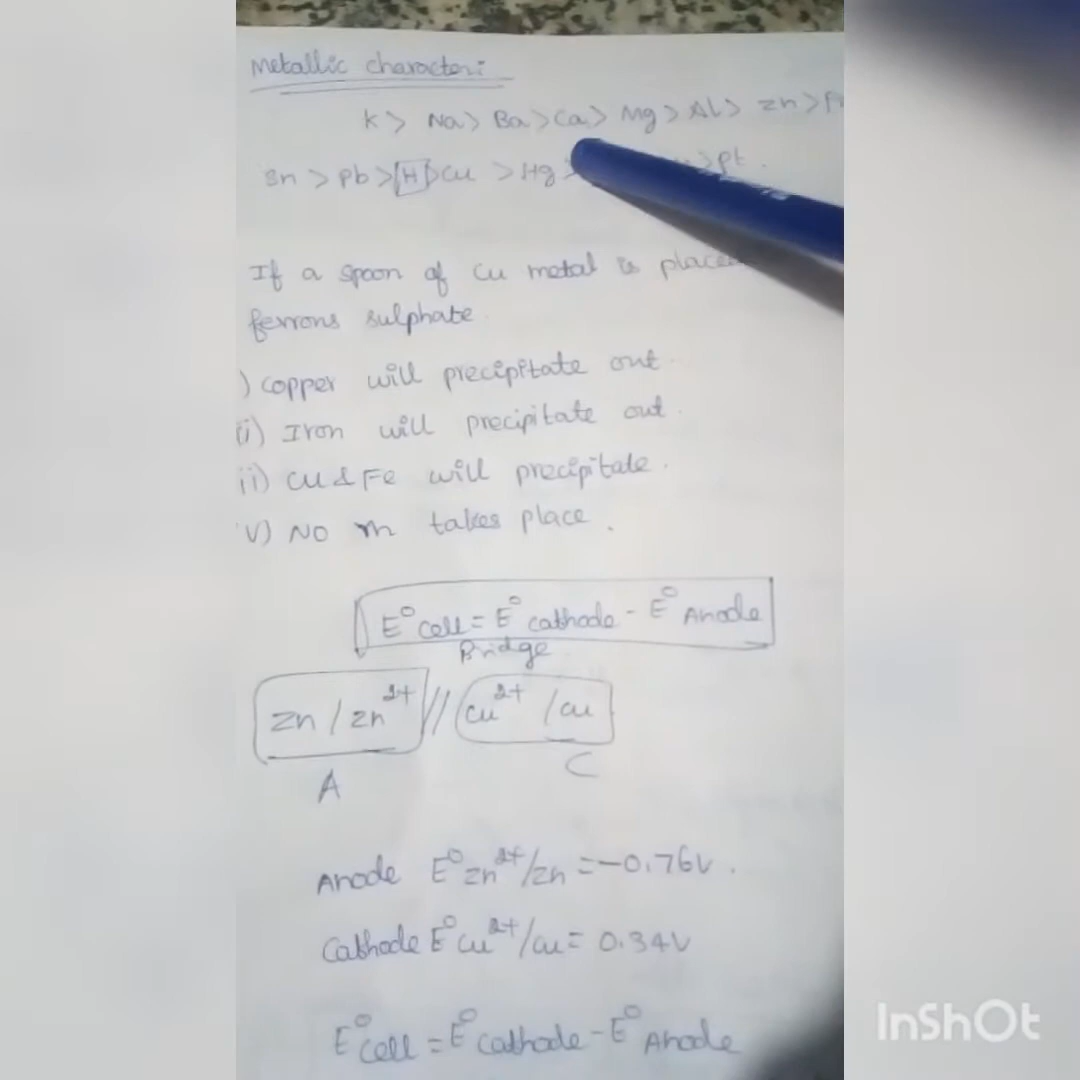 Metallic character:
K > Na > Ba > Ca > Mg > Al > Zn > F
Sn > Pb > H > Cu > Hg > > pt.
If a spoon of Cu metal is place
ferrons sulphate.
) copper will precipitate out.
(i) Iron will precipitate out.
ii) Cu & Fe will precipitate.
V) NO takes place.
E° cell = E° cathode - E° Anode
Bridge
Zn / Zn²⁺ // Cu²⁺ / Cu
A C
Anode E° Zn²⁺/Zn = -0.76V.
Cathode E° Cu²⁺/Cu = 0.34V
E° cell = E° cathode - E° Anode
InShOt